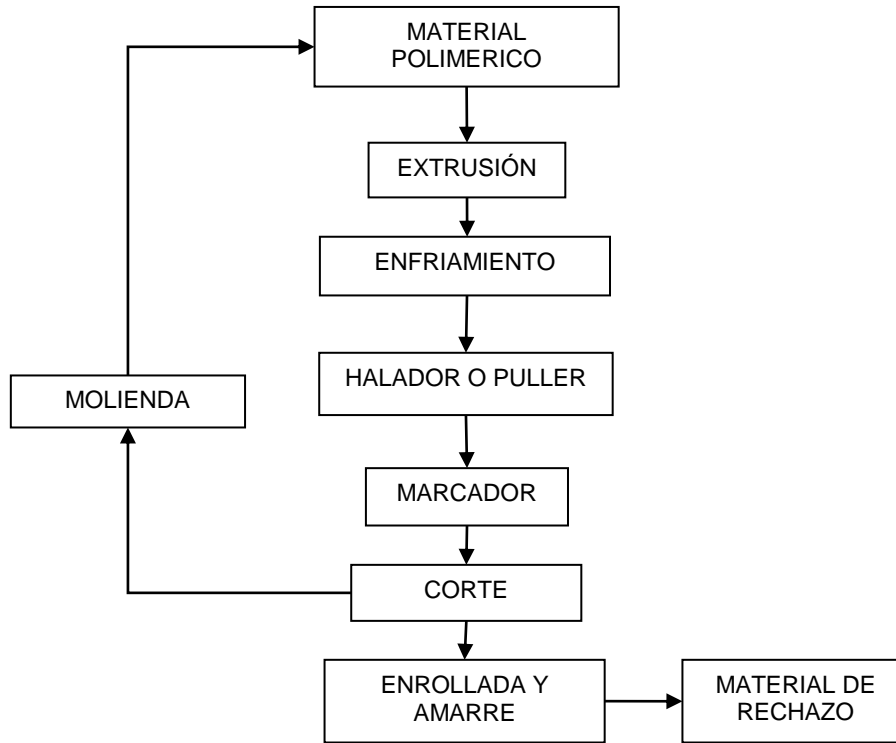 MATERIAL
POLIMERICO
EXTRUSIÓN
ENFRIAMIENTO
HALADOR O PULLER
MOLIENDA
MARCADOR
CORTE
ENROLLADA Y
AMARRE
MATERIAL DE
RECHAZO